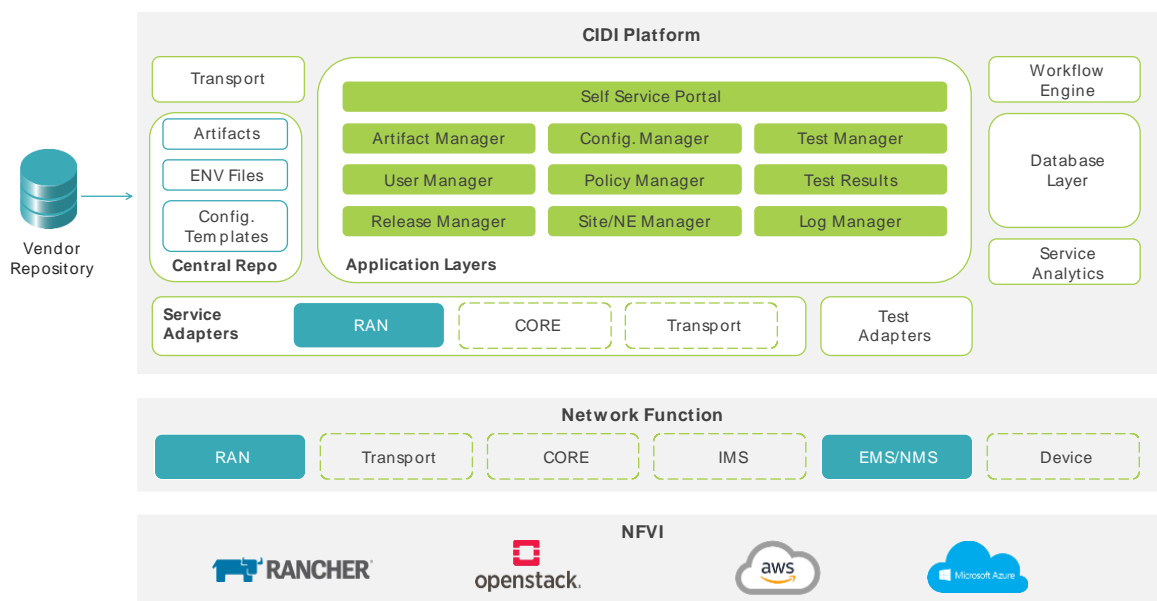 CIDI Platform
Transport
Self Service Portal
Workflow
Engine
Artifacts
Artifact Manager
Config. Manager
Test Manager
ENV Files
User Manager
Policy Manager
Test Results
Database
Layer
Config.
Templates
Release Manager
Site/NE Manager
Log Manager
Vendor
Repository
Central Repo
Application Layers
Service
Analytics
Service
Adapters
RAN
CORE
Transport
Test
Adapters
Network Function
RAN
Transport
CORE
IMS
EMS/NMS
Device
NFVI
RANCHER
openstack.
aws
Microsoft Azure